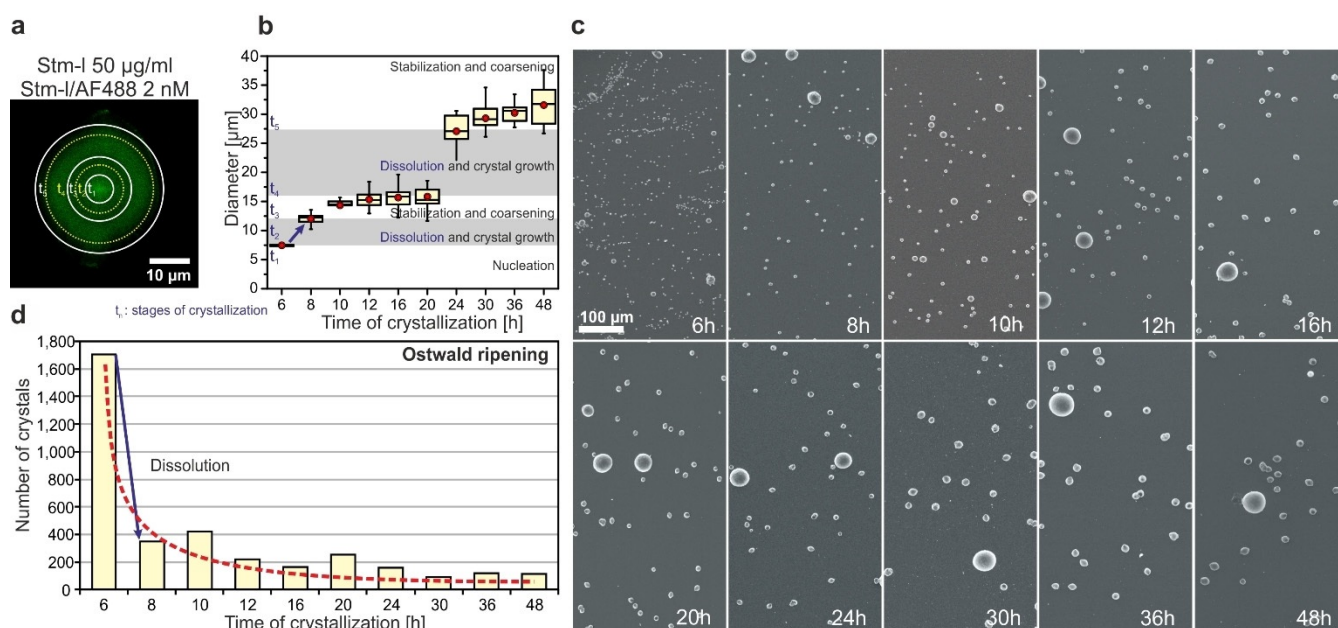 a
Stm-l 50 µg/ml
Stm-l/AF488 2 nM
t₅ t₄ t₃ t₂ t₁
10 µm
tₙ: stages of crystallization
b
Diameter [µm]
40
35
30
25
20
15
10
5
0
t₅
t₄
t₃
t₂
t₁
Stabilization and coarsening
Dissolution and crystal growth
Stabilization and coarsening
Dissolution and crystal growth
Nucleation
6 8 10 12 16 20 24 30 36 48
Time of crystallization [h]
c
100 µm
6h
8h
10h
12h
16h
20h
24h
30h
36h
48h
d
Number of crystals
1,800
1,600
1,400
1,200
1,000
800
600
400
200
0
Ostwald ripening
Dissolution
6 8 10 12 16 20 24 30 36 48
Time of crystallization [h]